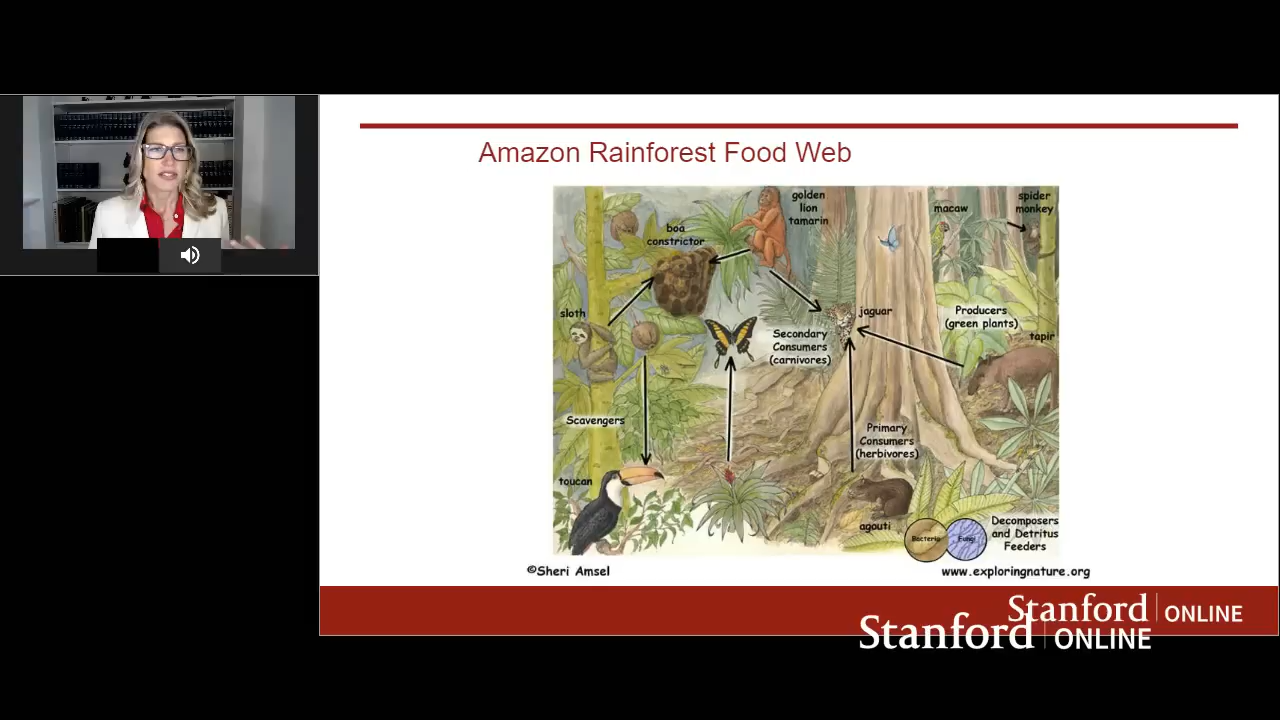 Amazon Rainforest Food Web
golden
lion
tamarin
macaw
spider
monkey
boa
constrictor
sloth
jaguar
Producers
(green plants)
Secondary
Consumers
(carnivores)
tapir
Scavengers
Primary
Consumers
(herbivores)
toucan
agouti
Bacteria
Fungi
Decomposers
and Detritus
Feeders
©Sheri Amsel
www.exploringnature.org
Stanford ONLINE
Stanford ONLINE